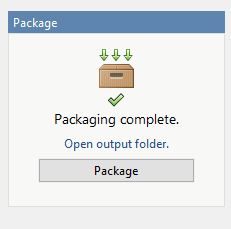 Package
Packaging complete.
Open output folder.
Package